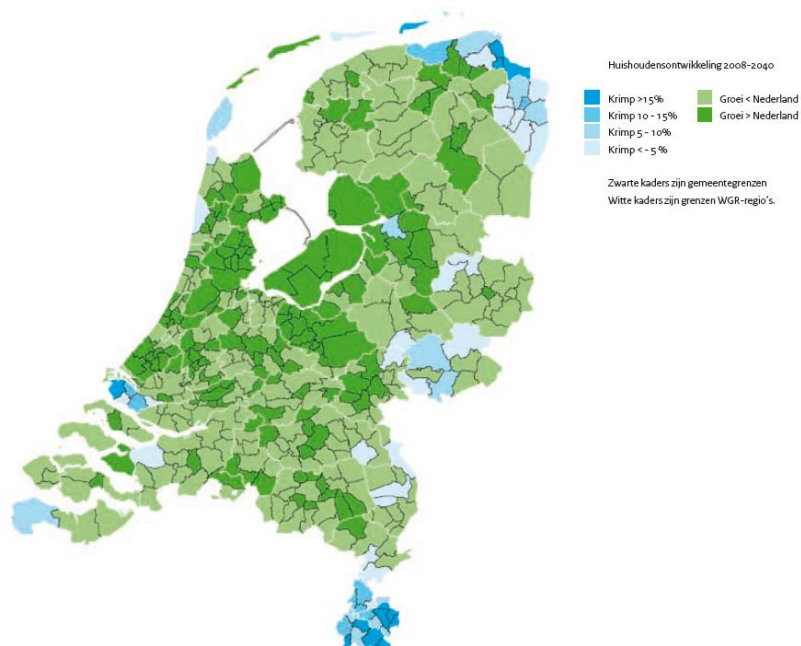 Huishoudensontwikkeling 2008-2040
Krimp >15%
Krimp 10 - 15%
Krimp 5 - 10%
Krimp < - 5 %
Groei < Nederland
Groei > Nederland
Zwarte kaders zijn gemeentegrenzen
Witte kaders zijn grenzen WGR-regio's.